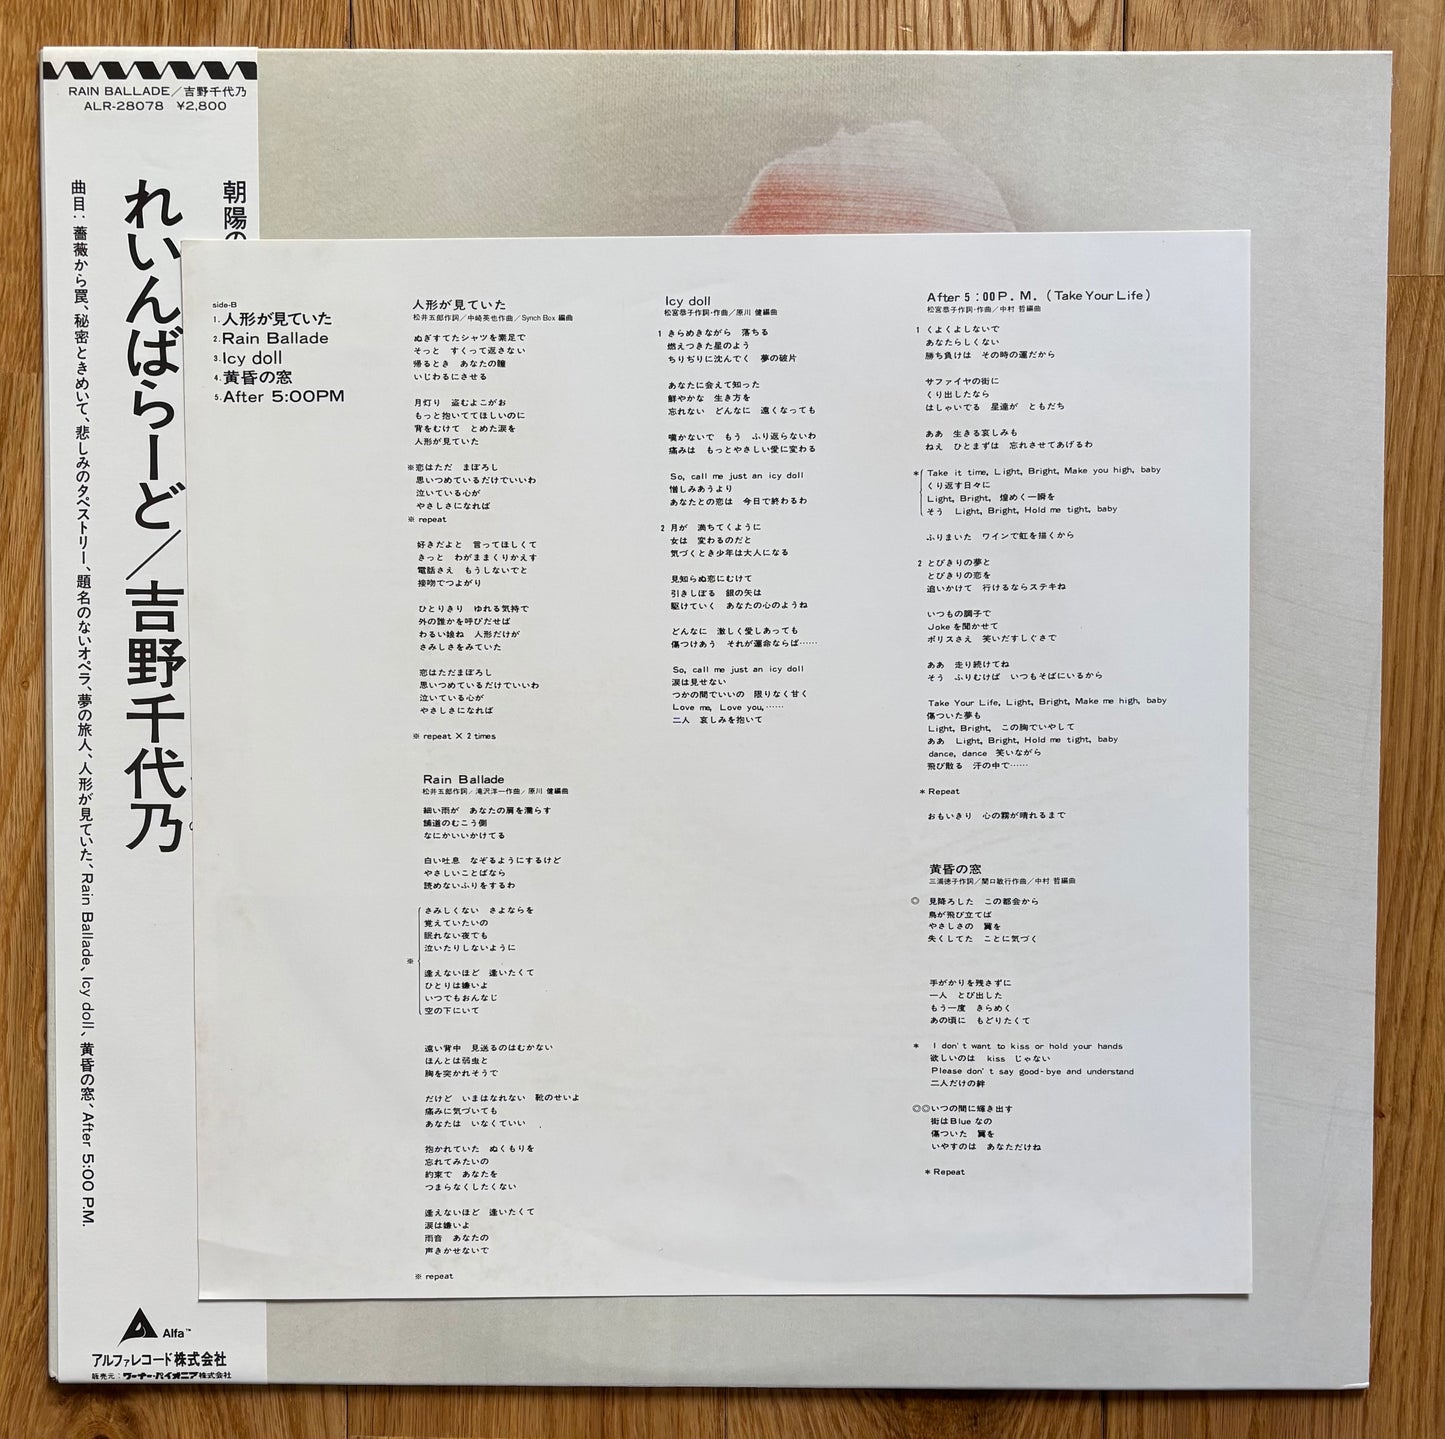 RAIN BALLADE／吉野千代乃
ALR-28078 ¥2,800
朝陽の
れいんばらーど／吉野千代乃
曲目：薔薇から罠、秘密ときめいて、悲しみのタペストリー、題名のないオペラ、夢の旅人、人形が見ていた、Rain Ballade、Icy doll、黄昏の窓、After 5:00 P.M.
Alfa™
アルファレコード株式会社
販売元：ワーナー・パイオニア株式会社
side-B
1. 人形が見ていた
2. Rain Ballade
3. Icy doll
4. 黄昏の窓
5. After 5:00PM
人形が見ていた
松井五郎作詞／中崎英也作曲／Synch Box 編曲
ぬぎすてたシャツを素足で
そっと すくって返さない
帰るとき あなたの瞳
いじわるにさせる
月灯り 盗むよこがお
もっと抱いててほしいのに
背をむけて とめた涙を
人形が見ていた
※恋はただ まぼろし
思いつめているだけでいいわ
泣いている心が
やさしさになれば
※ repeat
好きだよと 言ってほしくて
きっと わがままくりかえす
電話さえ もうしないでと
接吻でつよがり
ひとりきり ゆれる気持で
外の誰かを呼びだせば
わるい娘ね 人形だけが
さみしさをみていた
恋はただまぼろし
思いつめているだけでいいわ
泣いている心が
やさしさになれば
※ repeat × 2 times
Rain Ballade
松井五郎作詞／滝沢洋一作曲／原川 健編曲
細い雨が あなたの肩を濡らす
舗道のむこう側
なにかいいかけてる
白い吐息 なぞるようにするけど
やさしいことばなら
読めないふりをするわ
※
さみしくない さよならを
覚えていたいの
眠れない夜でも
泣いたりしないように
逢えないほど 逢いたくて
ひとりは嫌いよ
いつでもおんなじ
空の下にいて
遠い背中 見送るのはむかない
ほんとは弱虫と
胸を突かれそうで
だけど いまはなれない 靴のせいよ
痛みに気づいても
あなたは いなくていい
抱かれていた ぬくもりを
忘れてみたいの
約束で あなたを
つまらなくしたくない
逢えないほど 逢いたくて
涙は嫌いよ
雨音 あなたの
声きかせないで
※ repeat
Icy doll
松宮恭子作詞・作曲／原川 健編曲
1 きらめきながら 落ちる
燃えつきた星のよう
ちりぢりに沈んでく 夢の破片
あなたに会えて知った
鮮やかな 生き方を
忘れない どんなに 遠くなっても
嘆かないで もう ふり返らないわ
痛みは もっとやさしい愛に変わる
So, call me just an icy doll
憎しみあうより
あなたとの恋は 今日で終わるわ
2 月が 満ちてくように
女は 変わるのだと
気づくとき少年は大人になる
見知らぬ恋にむけて
引きしぼる 銀の矢は
駆けていく あなたの心のようね
どんなに 激しく愛しあっても
傷つけあう それが運命ならば……
So, call me just an icy doll
涙は見せない
つかの間でいいの 限りなく甘く
Love me, Love you,……
二人 哀しみを抱いて
After 5：00P．M．(Take Your Life)
松宮恭子作詞・作曲／中村 哲編曲
1 くよくよしないで
あなたらしくない
勝ち負けは その時の運だから
サファイヤの街に
くり出したなら
はしゃいでる 星達が ともだち
ああ 生きる哀しみも
ねえ ひとまずは 忘れさせてあげるわ
* Take it time, Light, Bright, Make you high, baby
くり返す日々に
Light, Bright, 煌めく一瞬を
そう Light, Bright, Hold me tight, baby
ふりまいた ワインで虹を描くから
2 とびきりの夢と
とびきりの恋を
追いかけて 行けるならステキね
いつもの調子で
Jokeを聞かせて
ポリスさえ 笑いだすしぐさで
ああ 走り続けてね
そう ふりむけば いつもそばにいるから
Take Your Life, Light, Bright, Make me high, baby
傷ついた夢も
Light, Bright, この胸でいやして
ああ Light, Bright, Hold me tight, baby
dance, dance 笑いながら
飛び散る 汗の中で……
* Repeat
おもいきり 心の霧が晴れるまで
黄昏の窓
三浦徳子作詞／関口敏行作曲／中村 哲編曲
◎ 見降ろした この都会から
鳥が飛び立てば
やさしさの 翼を
失くしてた ことに気づく
手がかりを残さずに
一人 とび出した
もう一度 きらめく
あの頃に もどりたくて
* I don't want to kiss or hold your hands
欲しいのは kiss じゃない
Please don't say good-bye and understand
二人だけの絆
◎◎いつの間に輝き出す
街はBlueなの
傷ついた 翼を
いやすのは あなただけね
* Repeat